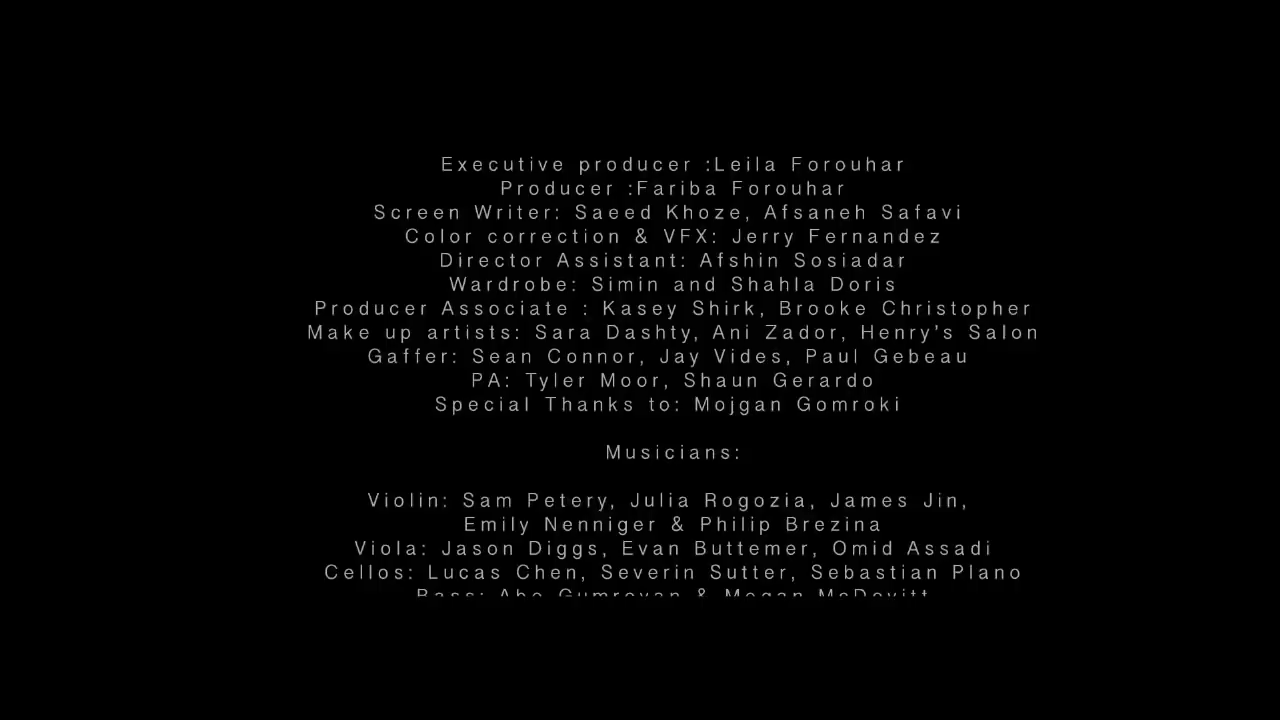 Executive producer :Leila Forouhar
Producer :Fariba Forouhar
Screen Writer: Saeed Khoze, Afsaneh Safavi
Color correction & VFX: Jerry Fernandez
Director Assistant: Afshin Sosiadar
Wardrobe: Simin and Shahla Doris
Producer Associate : Kasey Shirk, Brooke Christopher
Make up artists: Sara Dashty, Ani Zador, Henry's Salon
Gaffer: Sean Connor, Jay Vides, Paul Gebeau
PA: Tyler Moor, Shaun Gerardo
Special Thanks to: Mojgan Gomroki
Musicians:
Violin: Sam Petery, Julia Rogozia, James Jin,
Emily Nenniger & Philip Brezina
Viola: Jason Diggs, Evan Buttemer, Omid Assadi
Cellos: Lucas Chen, Severin Sutter, Sebastian Plano
Bass: Abe & Megan McDevitt